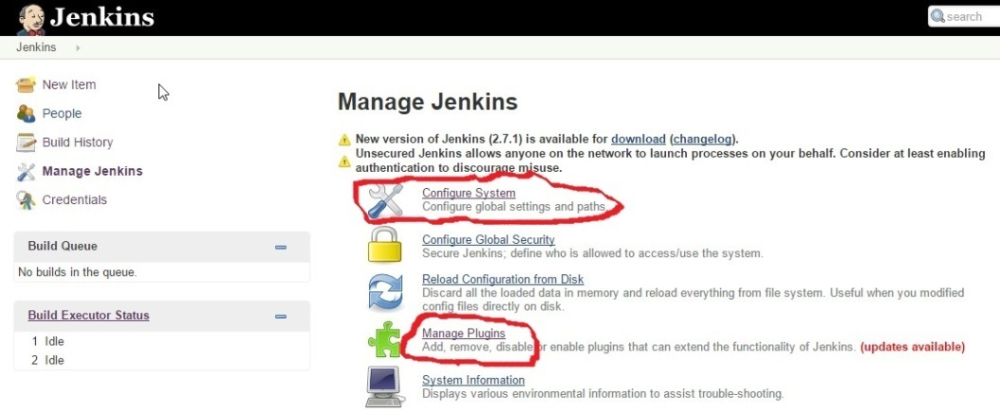 Jenkins
search
Jenkins
New Item
People
Build History
Manage Jenkins
Credentials
Build Queue
No builds in the queue.
Build Executor Status
1 Idle
2 Idle
Manage Jenkins
New version of Jenkins (2.7.1) is available for download (changelog).
Unsecured Jenkins allows anyone on the network to launch processes on your behalf. Consider at least enabling
authentication to discourage misuse.
Configure System
Configure global settings and paths.
Configure Global Security
Secure Jenkins; define who is allowed to access/use the system.
Reload Configuration from Disk
Discard all the loaded data in memory and reload everything from file system. Useful when you modified
config files directly on disk.
Manage Plugins
Add, remove, disable or enable plugins that can extend the functionality of Jenkins. (updates available)
System Information
Displays various environmental information to assist trouble-shooting.